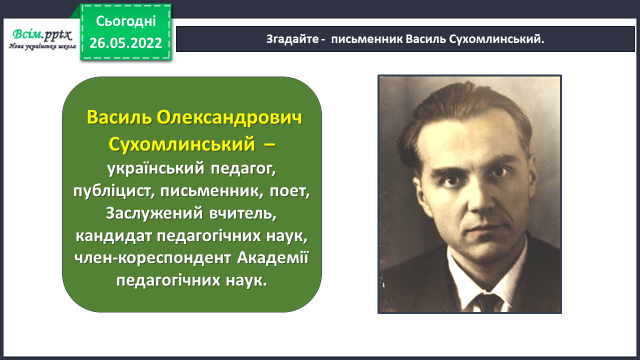 Всім.pptx
Нова українська школа
Сьогодні
26.05.2022
Згадайте - письменник Василь Сухомлинський.
Василь Олександрович
Сухомлинський –
український педагог,
публіцист, письменник, поет,
Заслужений вчитель,
кандидат педагогічних наук,
член-кореспондент Академії
педагогічних наук.